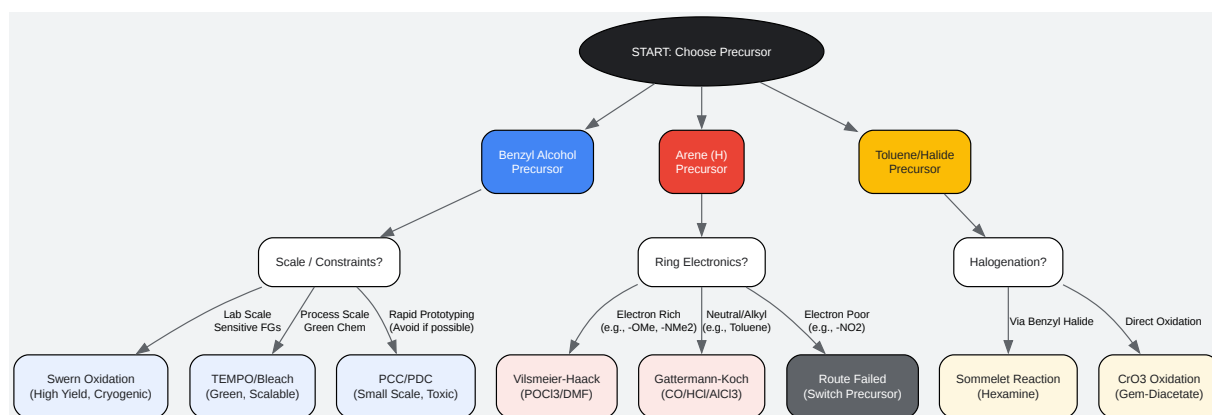 START: Choose Precursor
Benzyl Alcohol
Precursor
Arene (H)
Precursor
Toluene/Halide
Precursor
Scale / Constraints?
Ring Electronics?
Halogenation?
Lab Scale
Sensitive FGs
Process Scale
Green Chem
Rapid Prototyping
(Avoid if possible)
Electron Rich
(e.g., -OMe, -NMe2)
Neutral/Alkyl
(e.g., Toluene)
Electron Poor
(e.g., -NO2)
Via Benzyl Halide
Direct Oxidation
Swern Oxidation
(High Yield, Cryogenic)
TEMPO/Bleach
(Green, Scalable)
PCC/PDC
(Small Scale, Toxic)
Vilsmeier-Haack
(POCl3/DMF)
Gattermann-Koch
(CO/HCl/AlCl3)
Route Failed
(Switch Precursor)
Sommelet Reaction
(Hexamine)
CrO3 Oxidation
(Gem-Diacetate)